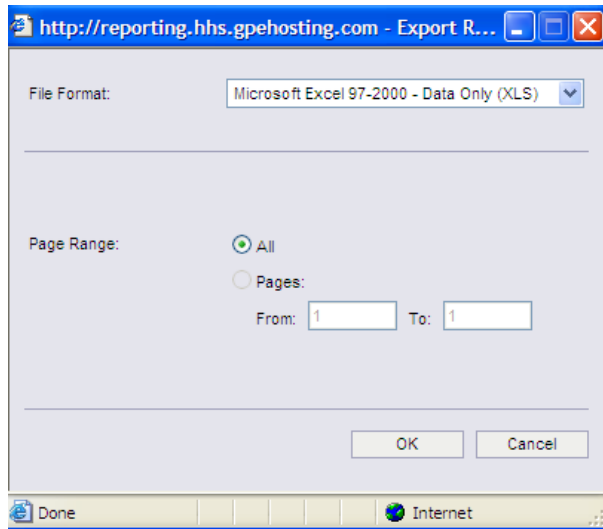 http://reporting.hhs.gpehosting.com - Export R...
File Format: Microsoft Excel 97-2000 - Data Only (XLS)
Page Range: All
Pages:
From: 1 To: 1
OK Cancel
Done Internet